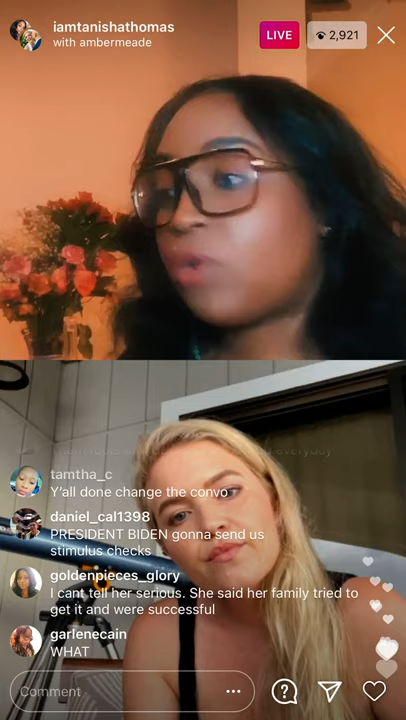 iamtanishathomas
with ambermeade
LIVE
2,921
everyday
tamtha_c
Y'all done change the convo
daniel_cal1398
PRESIDENT BIDEN gonna send us
stimulus checks
goldenpieces_glory
I cant tell her serious. She said her family tried to
get it and were successful
garlenecain
WHAT
Comment